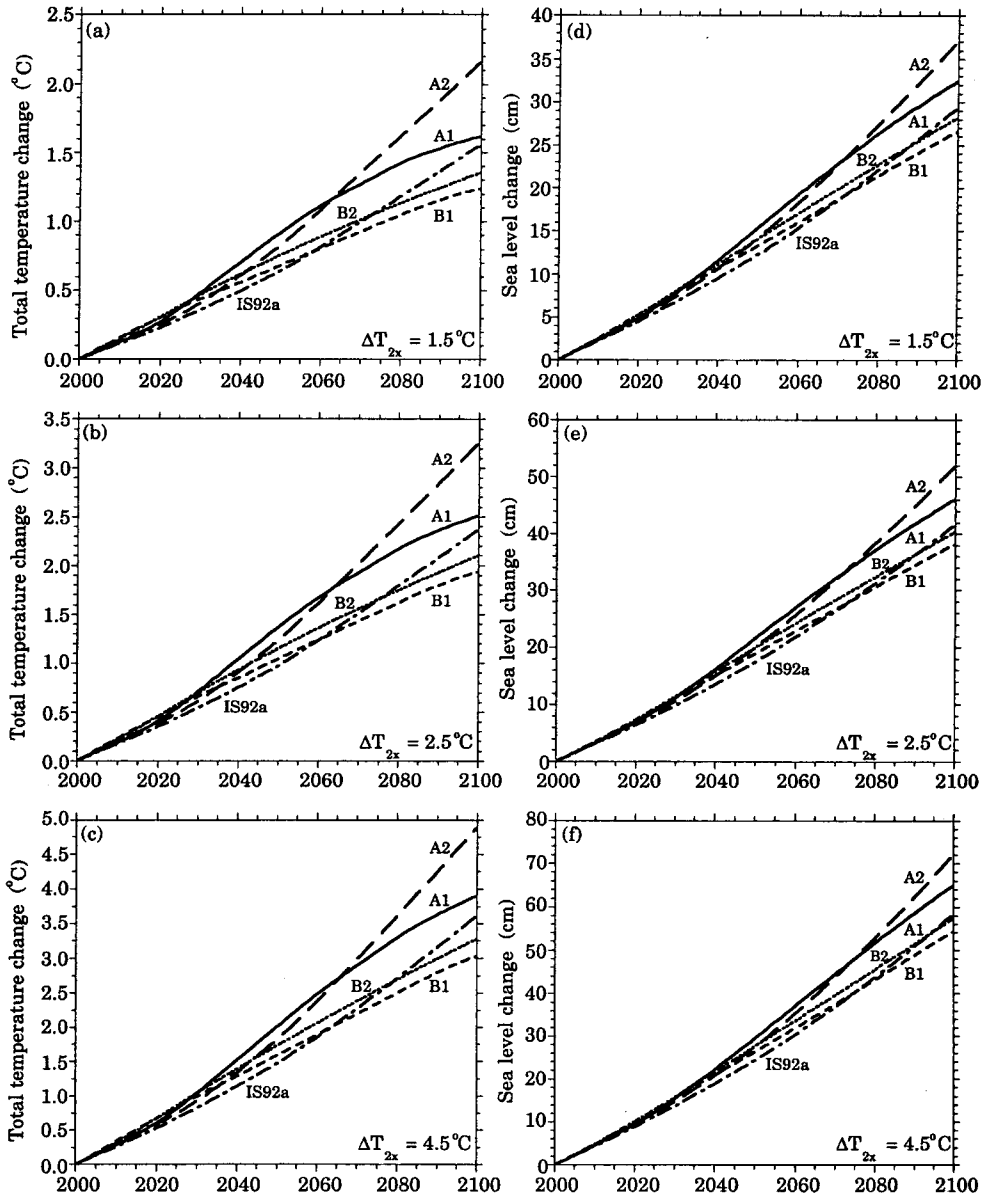 (a)
Total temperature change (°C)
2.5
2.0
1.5
1.0
0.5
0.0
A2
A1
B2
B1
IS92a
ΔT2x = 1.5°C
2000 2020 2040 2060 2080 2100
(d)
Sea level change (cm)
40
35
30
25
20
15
10
5
0
A2
A1
B2
B1
IS92a
ΔT2x = 1.5°C
2000 2020 2040 2060 2080 2100
(b)
Total temperature change (°C)
3.5
3.0
2.5
2.0
1.5
1.0
0.5
0.0
A2
A1
B2
B1
IS92a
ΔT2x = 2.5°C
2000 2020 2040 2060 2080 2100
(e)
Sea level change (cm)
60
50
40
30
20
10
0
A2
A1
B2
B1
IS92a
ΔT2x = 2.5°C
2000 2020 2040 2060 2080 2100
(c)
Total temperature change (°C)
5.0
4.5
4.0
3.5
3.0
2.5
2.0
1.5
1.0
0.5
0.0
A2
A1
B2
B1
IS92a
ΔT2x = 4.5°C
2000 2020 2040 2060 2080 2100
(f)
Sea level change (cm)
80
70
60
50
40
30
20
10
0
A2
A1
B2
B1
IS92a
ΔT2x = 4.5°C
2000 2020 2040 2060 2080 2100